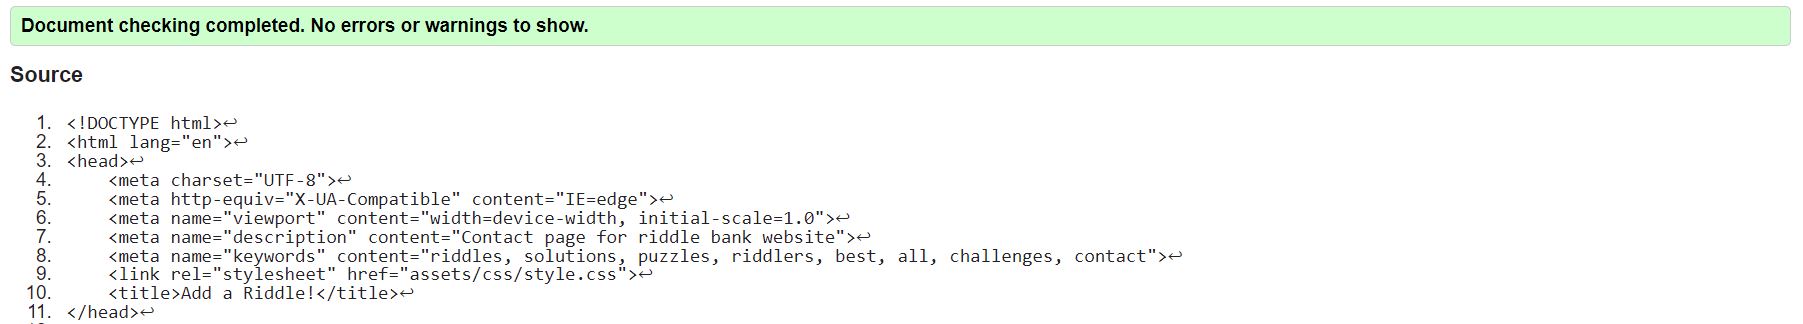 Document checking completed. No errors or warnings to show.
Source
1. <!DOCTYPE html>↩
2. <html lang="en">↩
3. <head>↩
4.     <meta charset="UTF-8">↩
5.     <meta http-equiv="X-UA-Compatible" content="IE=edge">↩
6.     <meta name="viewport" content="width=device-width, initial-scale=1.0">↩
7.     <meta name="description" content="Contact page for riddle bank website">↩
8.     <meta name="keywords" content="riddles, solutions, puzzles, riddlers, best, all, challenges, contact">↩
9.     <link rel="stylesheet" href="assets/css/style.css">↩
10.     <title>Add a Riddle!</title>↩
11. </head>↩